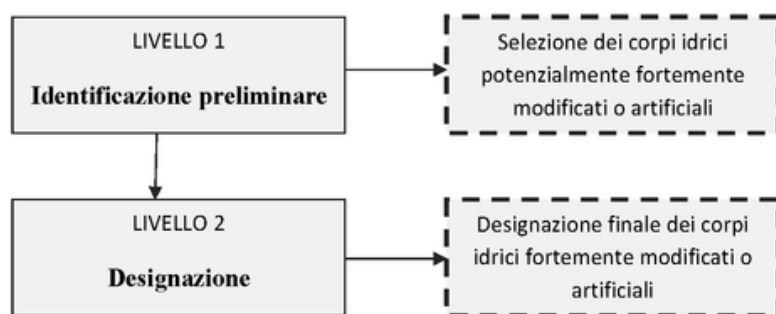 LIVELLO 1
Identificazione preliminare
Selezione dei corpi idrici
potenzialmente fortemente
modificati o artificiali
LIVELLO 2
Designazione
Designazione finale dei corpi
idrici fortemente modificati o
artificiali